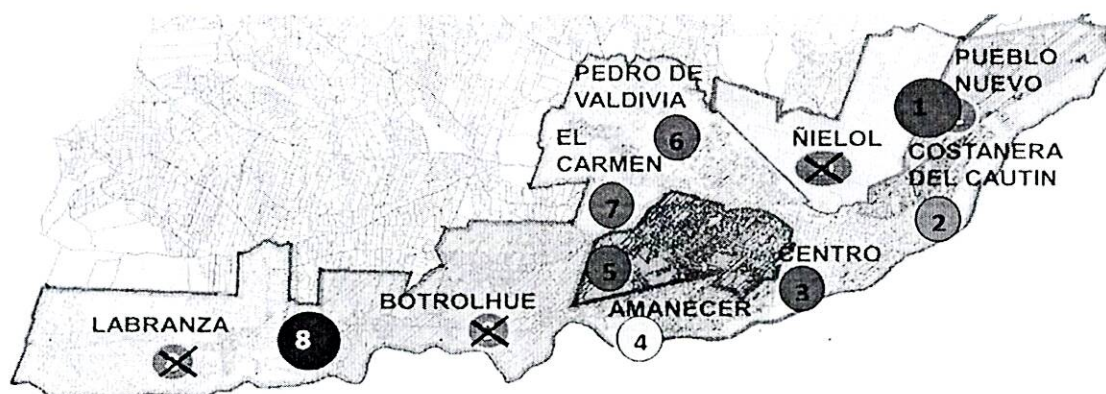 PUEBLO
NUEVO
1
PEDRO DE
VALDIVIA
6
ÑIELOL
EL
CARMEN
COSTANERA
DEL CAUTIN
7
2
5
CENTRO
3
BOTROLHUE
AMANECER
LABRANZA
8
4